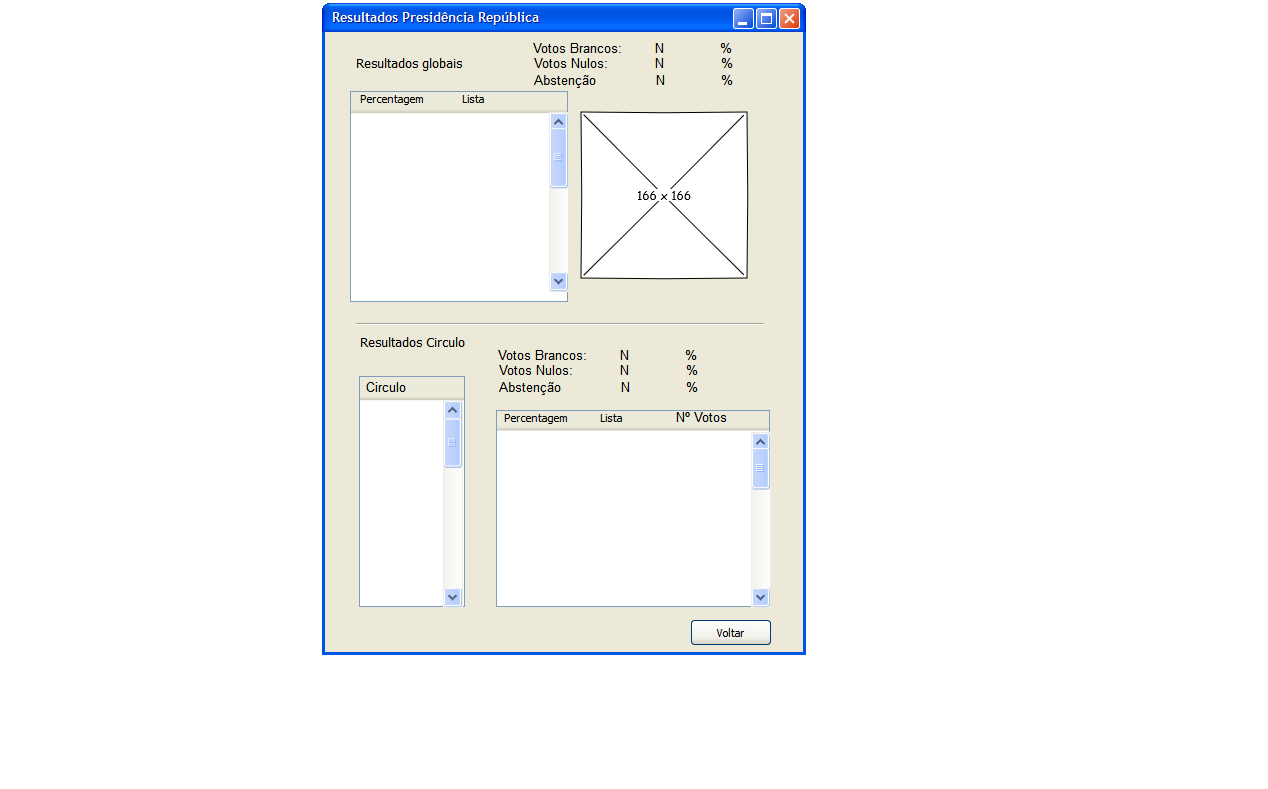 Resultados Presidência República
Votos Brancos: N %
Resultados globais Votos Nulos: N %
Abstenção N %
Percentagem Lista
166 x 166
Resultados Circulo
Votos Brancos: N %
Votos Nulos: N %
Circulo Abstenção N %
Percentagem Lista Nº Votos
Voltar